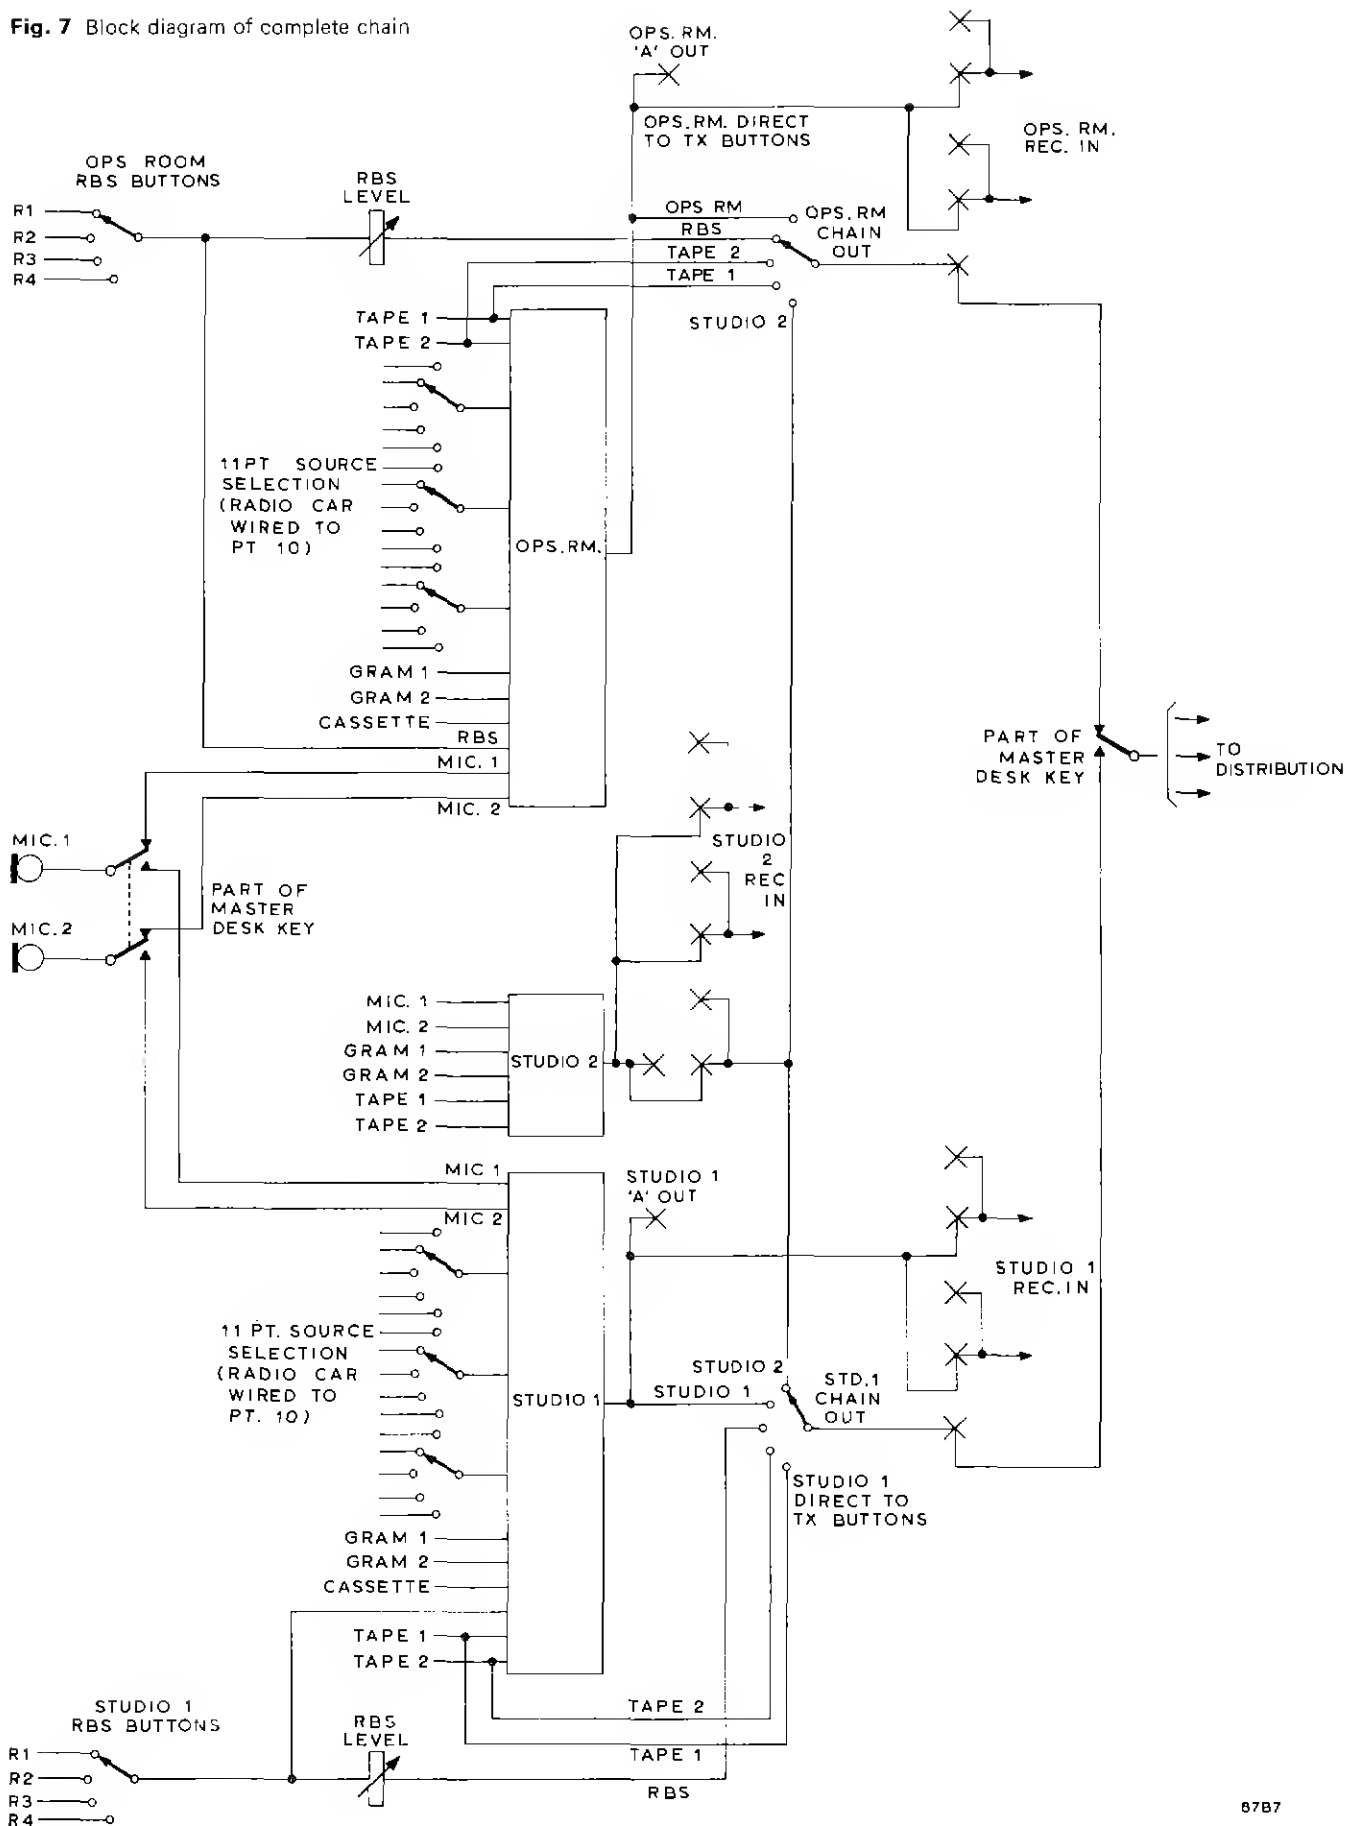 Fig. 7 Block diagram of complete chain
OPS. RM.
'A' OUT
OPS. RM. DIRECT
TO TX BUTTONS
OPS. RM.
REC. IN
OPS ROOM
RBS BUTTONS
R1
R2
R3
R4
RBS
LEVEL
OPS RM
RBS
TAPE 2
TAPE 1
STUDIO 2
OPS. RM
CHAIN
OUT
TAPE 1
TAPE 2
11PT SOURCE
SELECTION
(RADIO CAR
WIRED TO
PT 10)
OPS. RM.
GRAM 1
GRAM 2
CASSETTE
RBS
MIC. 1
MIC. 2
PART OF
MASTER
DESK KEY
TO
DISTRIBUTION
MIC. 1
MIC. 2
PART OF
MASTER
DESK KEY
STUDIO
2
REC
IN
MIC. 1
MIC. 2
GRAM 1
GRAM 2
TAPE 1
TAPE 2
STUDIO 2
MIC 1
MIC 2
STUDIO 1
'A' OUT
STUDIO 1
REC. IN
11 PT. SOURCE
SELECTION
(RADIO CAR
WIRED TO
PT. 10)
STUDIO 1
STUDIO 2
STUDIO 1
STD. 1
CHAIN
OUT
STUDIO 1
DIRECT TO
TX BUTTONS
GRAM 1
GRAM 2
CASSETTE
TAPE 1
TAPE 2
TAPE 2
TAPE 1
RBS
STUDIO 1
RBS BUTTONS
R1
R2
R3
R4
RBS
LEVEL
67B7